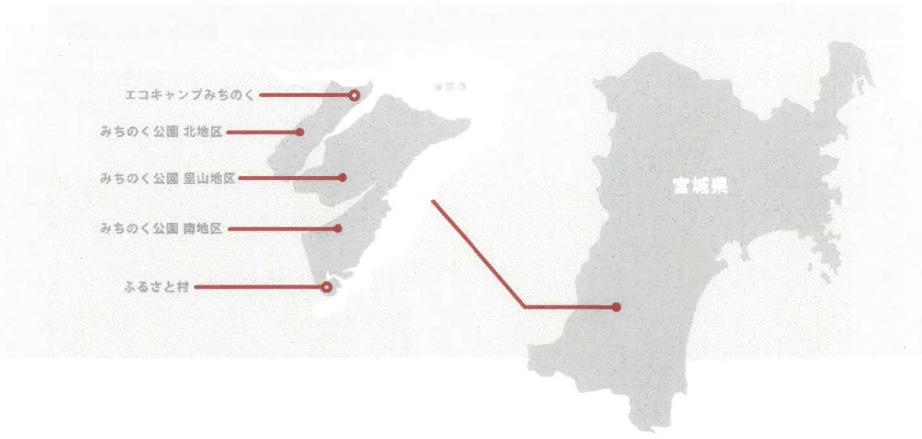 エコキャンプみちのく
みちのく公園 北地区
みちのく公園 里山地区
みちのく公園 南地区
ふるさと村
宮城県